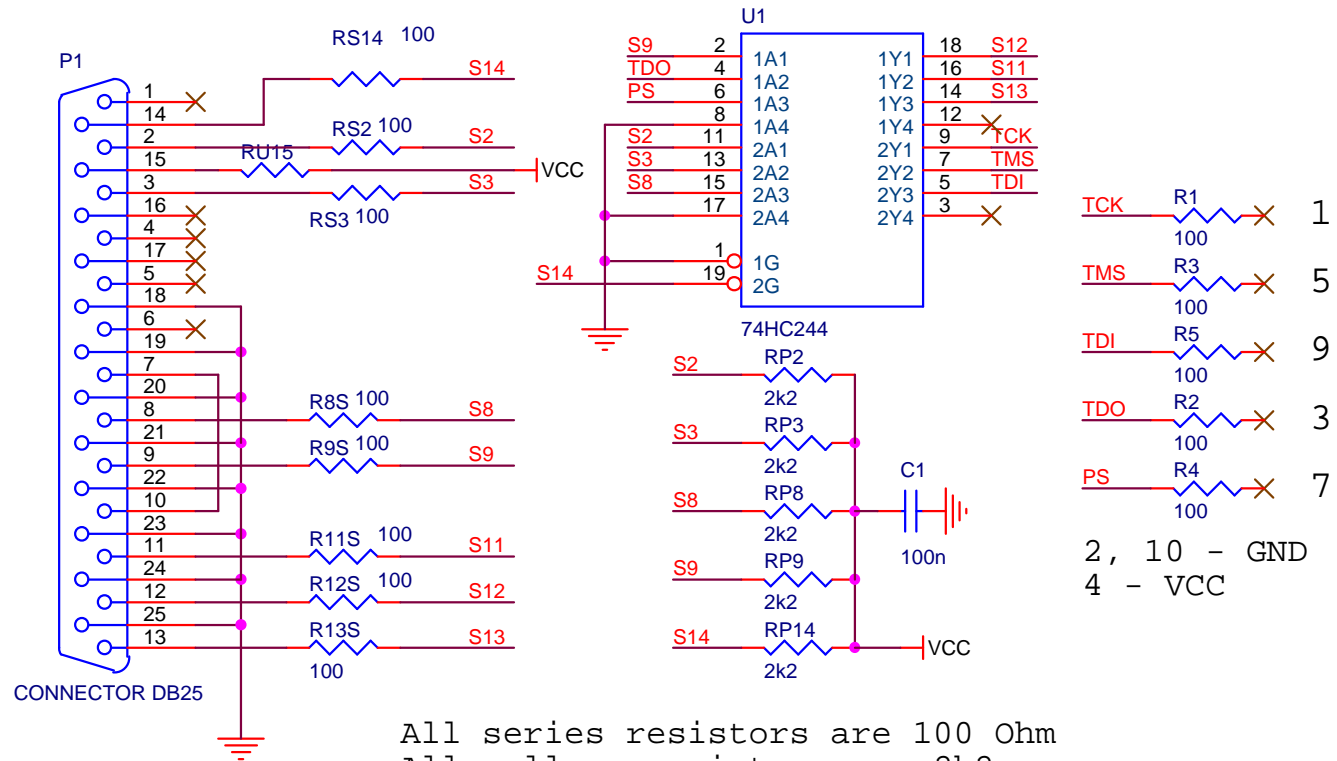 P1
RS14 100
S14
1
14
2
RS2 100
S2
15
RU15
VCC
3
RS3 100
S3
16
4
17
5
18
6
19
7
20
8
R8S 100
S8
21
9
R9S 100
S9
22
10
23
11
R11S 100
S11
24
12
R12S 100
S12
25
13
R13S
100
S13
CONNECTOR DB25
U1
S9 2 1A1 1Y1 18 S12
TDO 4 1A2 1Y2 16 S11
PS 6 1A3 1Y3 14 S13
8 1A4 1Y4 12
S2 11 2A1 2Y1 9 TCK
S3 13 2A2 2Y2 7 TMS
S8 15 2A3 2Y3 5 TDI
17 2A4 2Y4 3
1 1G
S14 19 2G
74HC244
S2 RP2
2k2
S3 RP3
2k2
S8 RP8
2k2
S9 RP9
2k2
S14 RP14
2k2
C1
100n
VCC
TCK R1 1
100
TMS R3 5
100
TDI R5 9
100
TDO R2 3
100
PS R4 7
100
2, 10 - GND
4 - VCC
All series resistors are 100 Ohm